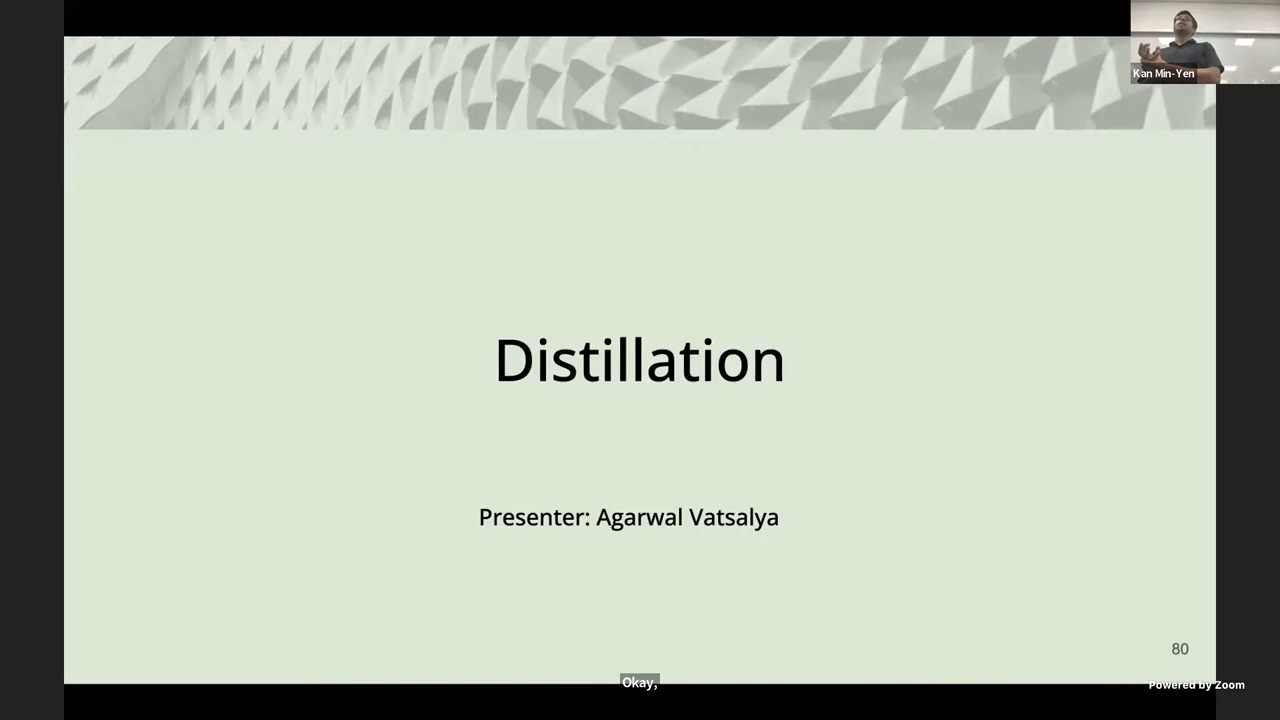 Kan Min-Yen
Distillation
Presenter: Agarwal Vatsalya
80
Okay,
Powered by Zoom